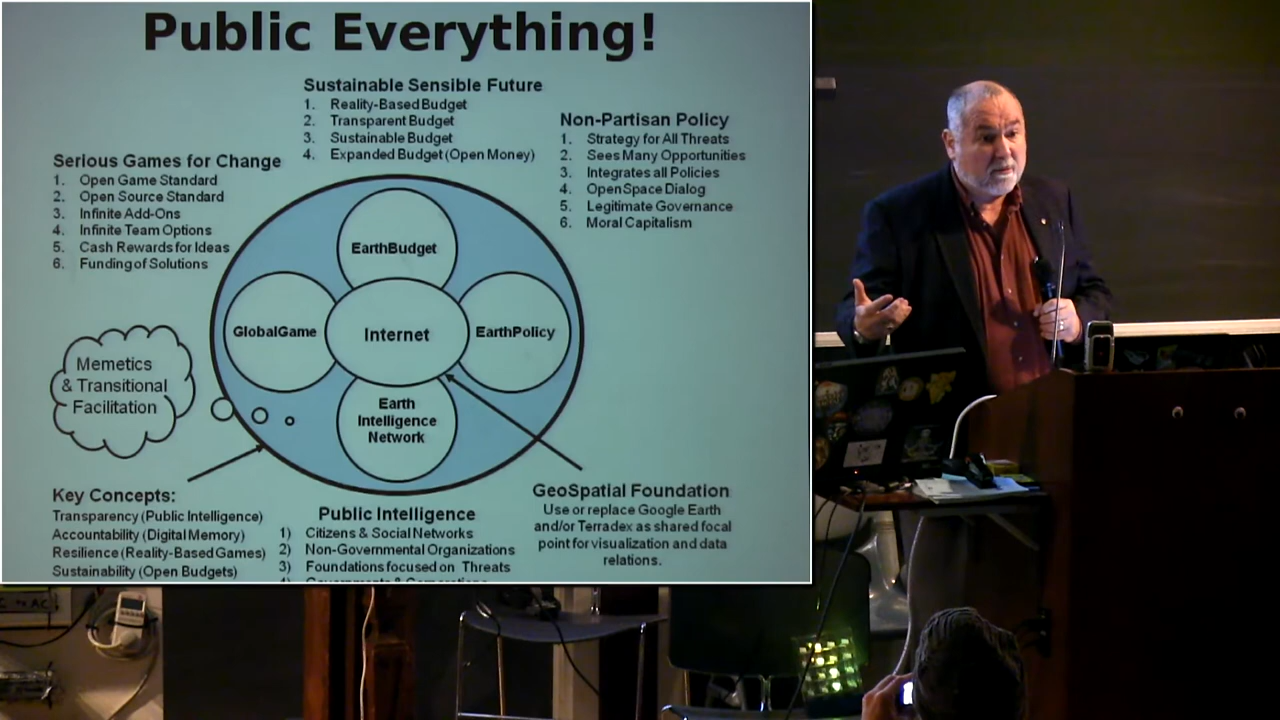 Public Everything!
Sustainable Sensible Future
1. Reality-Based Budget
2. Transparent Budget
3. Sustainable Budget
4. Expanded Budget (Open Money)
Non-Partisan Policy
1. Strategy for All Threats
2. Sees Many Opportunities
3. Integrates all Policies
4. Open Space Dialog
5. Legitimate Governance
6. Moral Capitalism
Serious Games for Change
1. Open Game Standard
2. Open Source Standard
3. Infinite Add-Ons
4. Infinite Team Options
5. Cash Rewards for Ideas
6. Funding of Solutions
EarthBudget
GlobalGame
Internet
EarthPolicy
Earth
Intelligence
Network
Memetics
& Transitional
Facilitation
Key Concepts:
Transparency (Public Intelligence)
Accountability (Digital Memory)
Resilience (Reality-Based Games)
Sustainability (Open Budgets)
Public Intelligence
1) Citizens & Social Networks
2) Non-Governmental Organizations
3) Foundations focused on Threats
4) Governments & Corporations
GeoSpatial Foundation
Use or replace Google Earth
and/or Terradex as shared focal
point for visualization and data
relations.